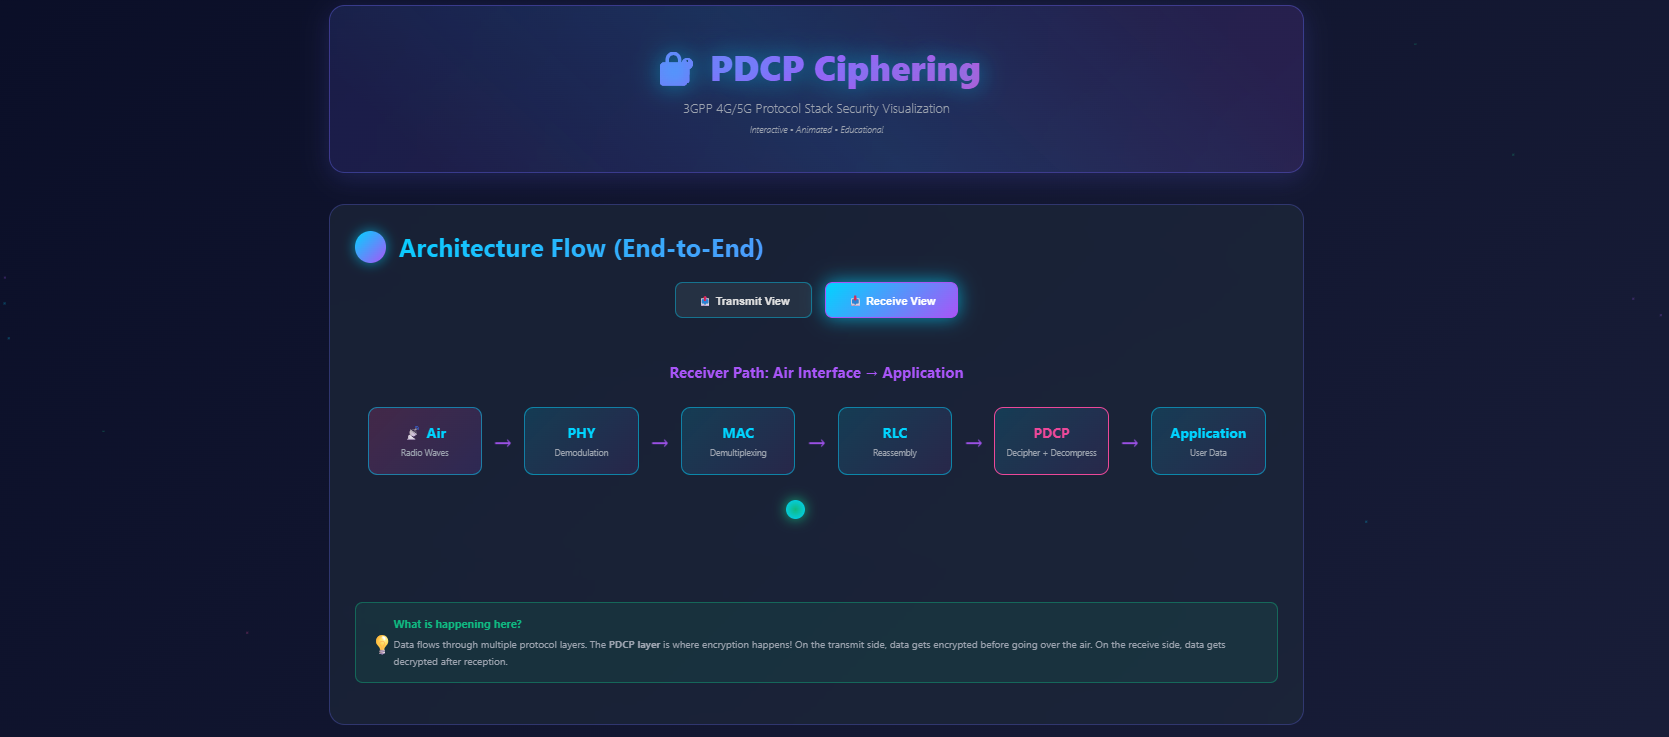 PDCP Ciphering
3GPP 4G/5G Protocol Stack Security Visualization
Interactive • Animated • Educational
Architecture Flow (End-to-End)
Transmit View
Receive View
Receiver Path: Air Interface → Application
Air
Radio Waves
→
PHY
Demodulation
→
MAC
Demultiplexing
→
RLC
Reassembly
→
PDCP
Decipher + Decompress
→
Application
User Data
What is happening here?
Data flows through multiple protocol layers. The PDCP layer is where encryption happens! On the transmit side, data gets encrypted before going over the air. On the receive side, data gets
decrypted after reception.